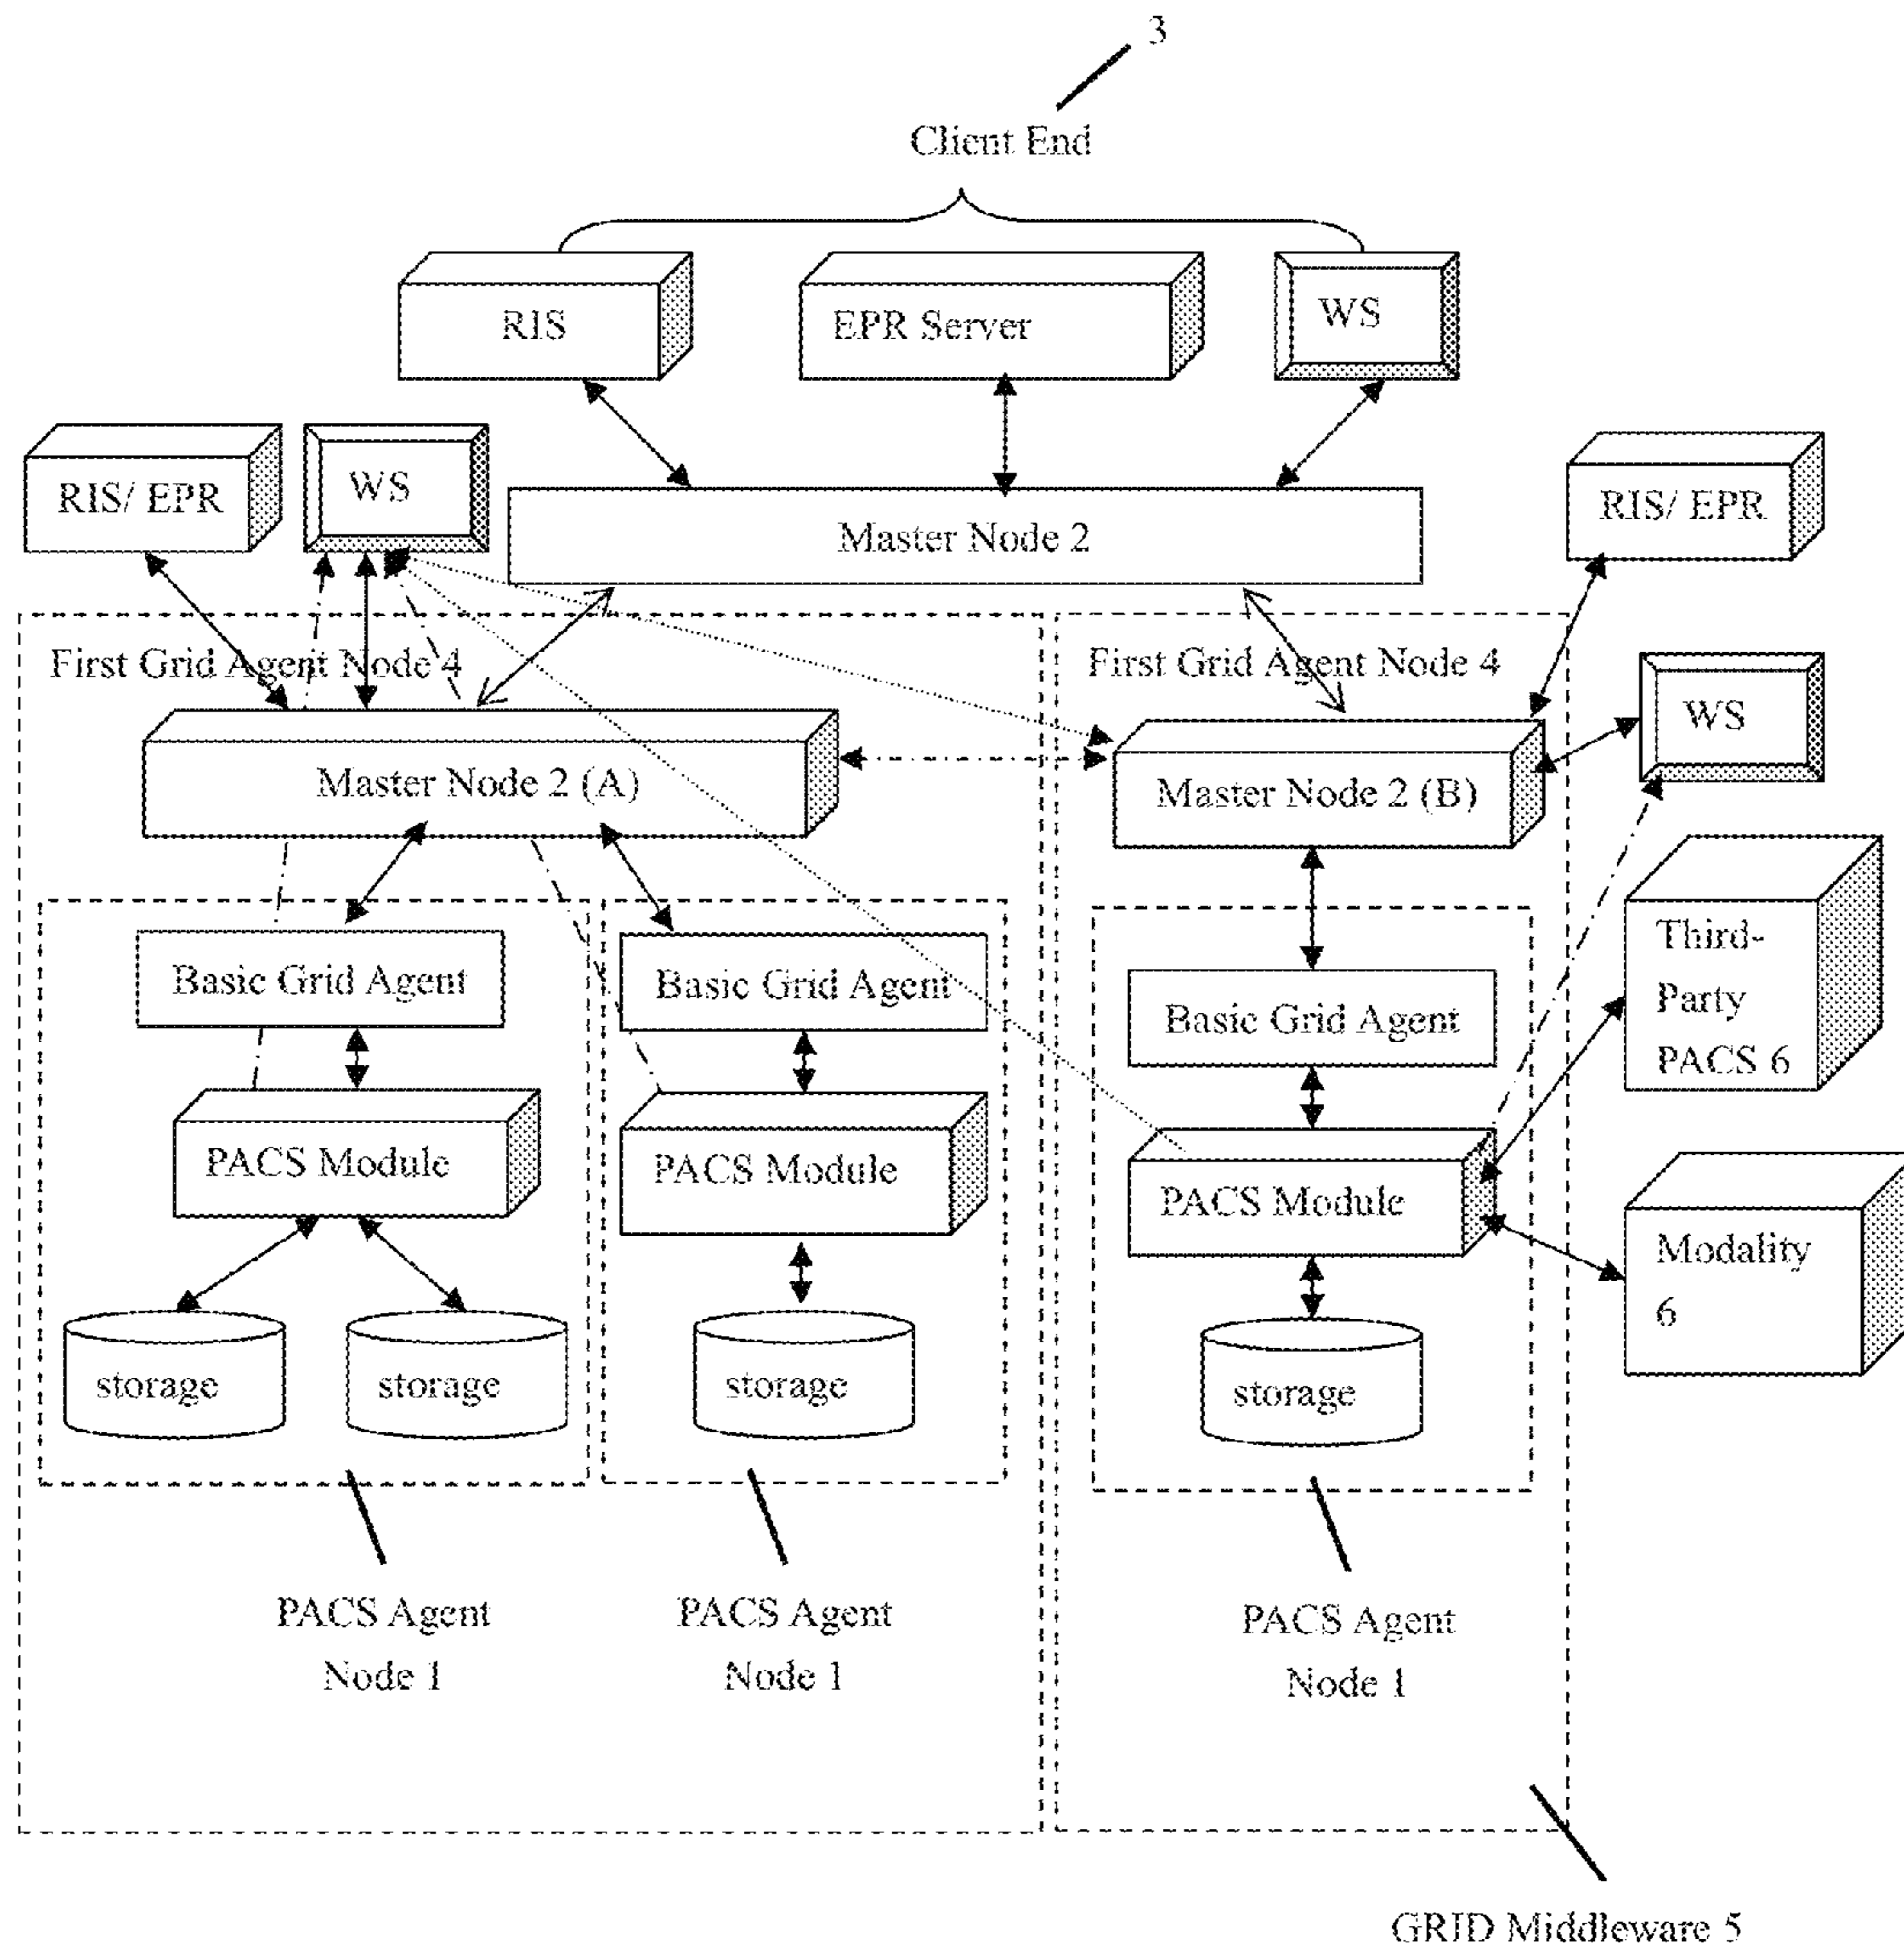 3
Client End
RIS
EPR Server
WS
RIS/ EPR
WS
Master Node 2
RIS/ EPR
First Grid Agent Node 4
First Grid Agent Node 4
WS
Master Node 2 (A)
Master Node 2 (B)
Third-
Party
PACS 6
Basic Grid Agent
Basic Grid Agent
Basic Grid Agent
PACS Module
PACS Module
PACS Module
Modality
6
storage
storage
storage
storage
PACS Agent
Node 1
PACS Agent
Node 1
PACS Agent
Node 1
GRID Middleware 5